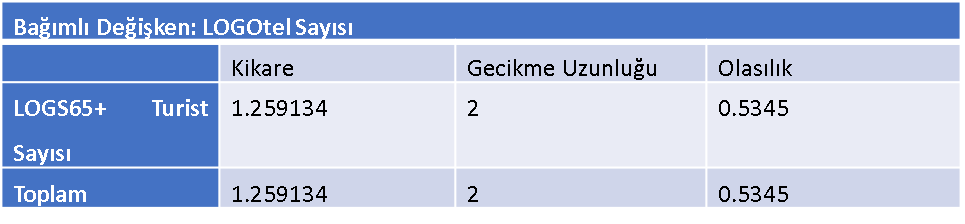 Bağımlı Değişken: LOGOtel Sayısı
Kikare Gecikme Uzunluğu Olasılık
LOGS65+ Turist 1.259134 2 0.5345
Sayısı
Toplam 1.259134 2 0.5345